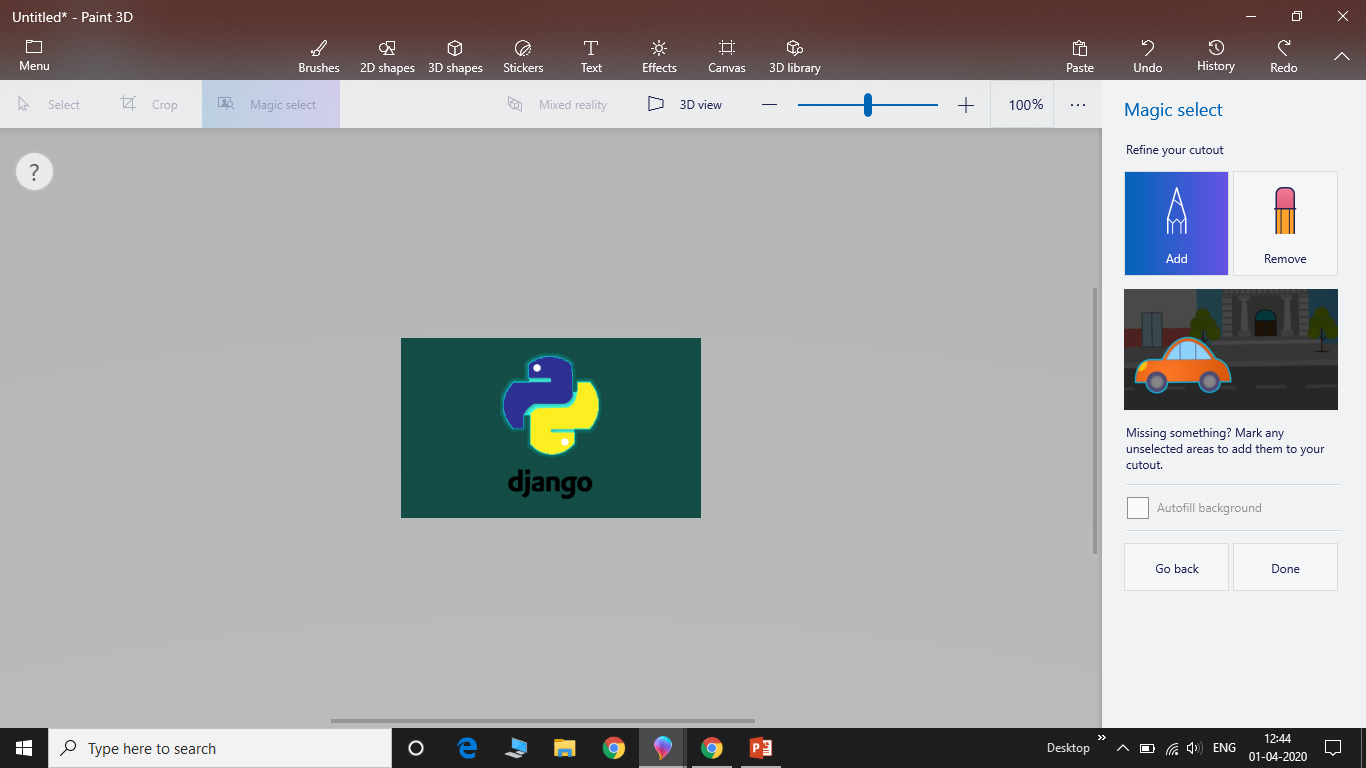 Untitled* - Paint 3D
Menu
Brushes
2D shapes
3D shapes
Stickers
Text
Effects
Canvas
3D library
Paste
Undo
History
Redo
Select
Crop
Magic select
Mixed reality
3D view
100%
Magic select
Refine your cutout
Add
Remove
Missing something? Mark any
unselected areas to add them to your
cutout.
Autofill background
Go back
Done
?
django
Type here to search
Desktop
ENG
12:44
01-04-2020